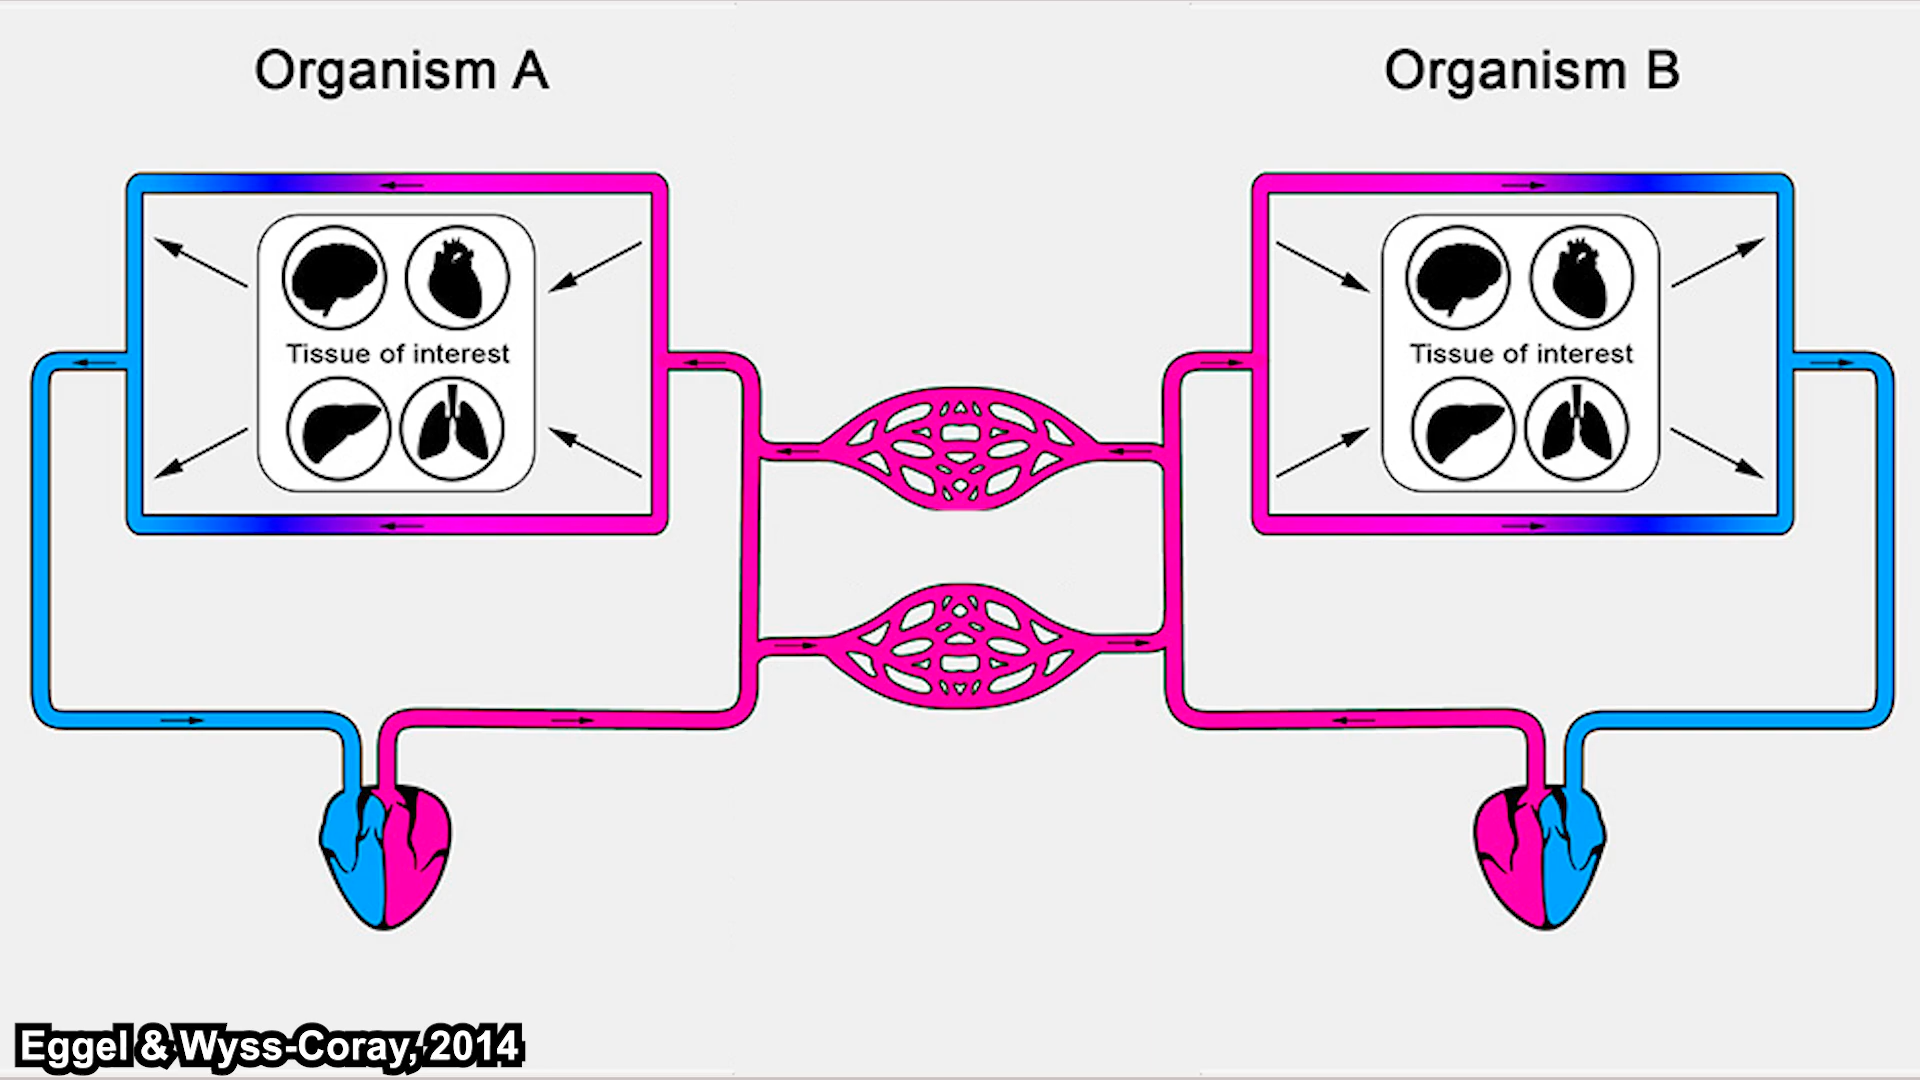 Organism A
Organism B
Tissue of interest
Tissue of interest
Eggel & Wyss-Coray, 2014